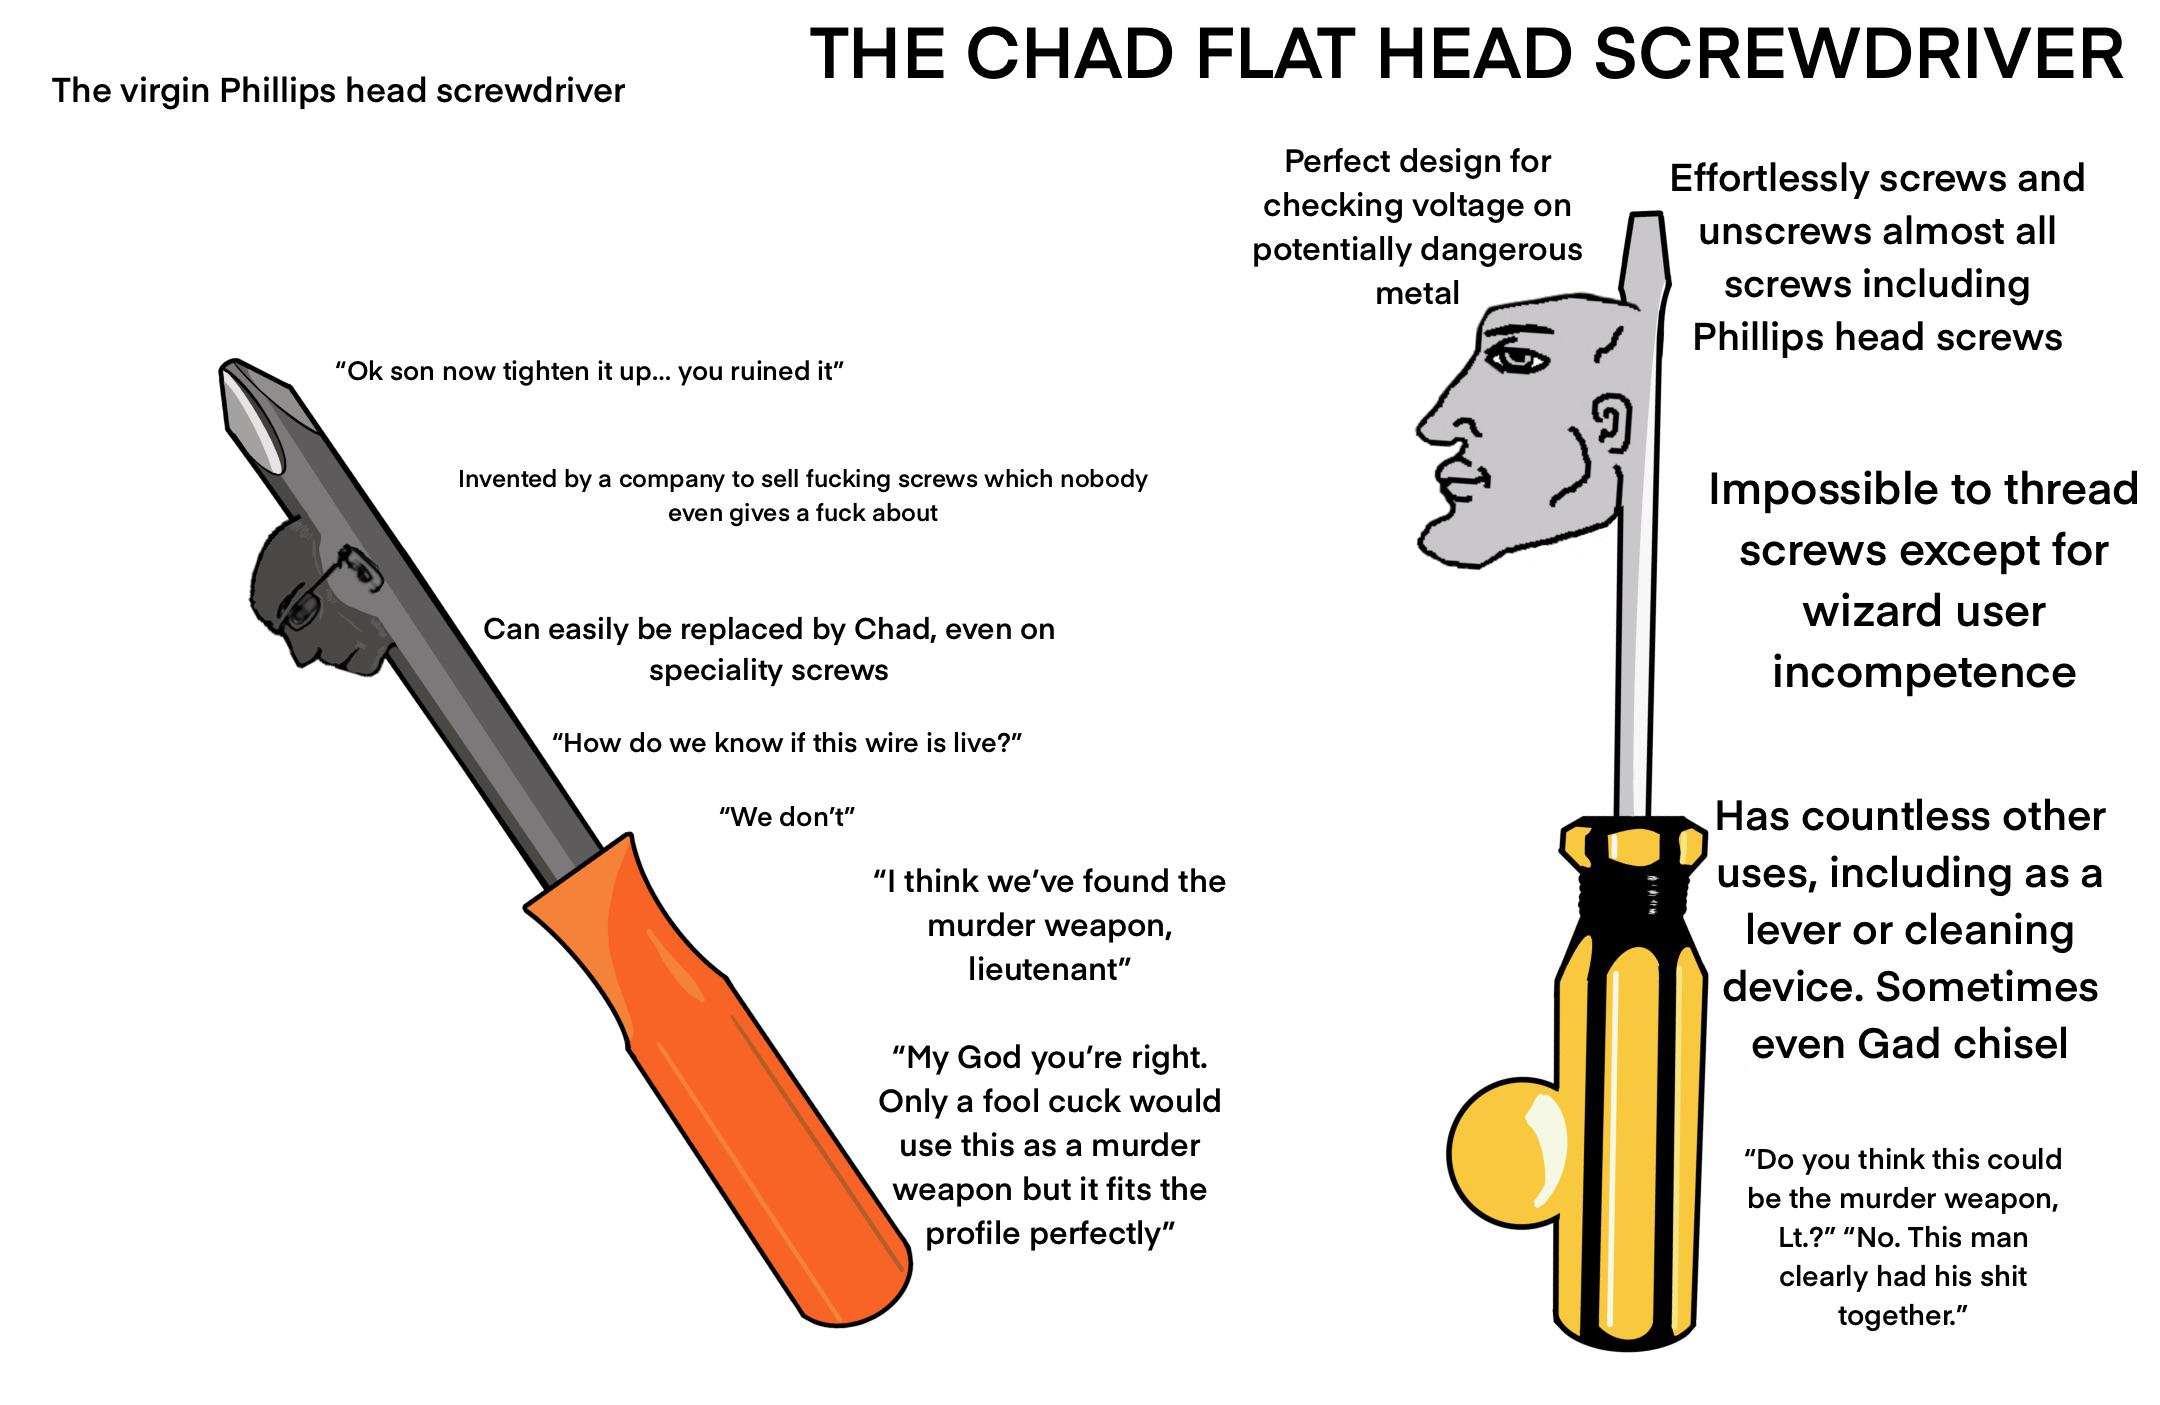 The virgin Phillips head screwdriver
THE CHAD FLAT HEAD SCREWDRIVER
“Ok son now tighten it up... you ruined it”
Invented by a company to sell fucking screws which nobody
even gives a fuck about
Can easily be replaced by Chad, even on
speciality screws
“How do we know if this wire is live?”
“We don’t”
“I think we’ve found the
murder weapon,
lieutenant”
“My God you’re right.
Only a fool cuck would
use this as a murder
weapon but it fits the
profile perfectly”
Perfect design for
checking voltage on
potentially dangerous
metal
Effortlessly screws and
unscrews almost all
screws including
Phillips head screws
Impossible to thread
screws except for
wizard user
incompetence
Has countless other
uses, including as a
lever or cleaning
device. Sometimes
even Gad chisel
“Do you think this could
be the murder weapon,
Lt.?” “No. This man
clearly had his shit
together.”